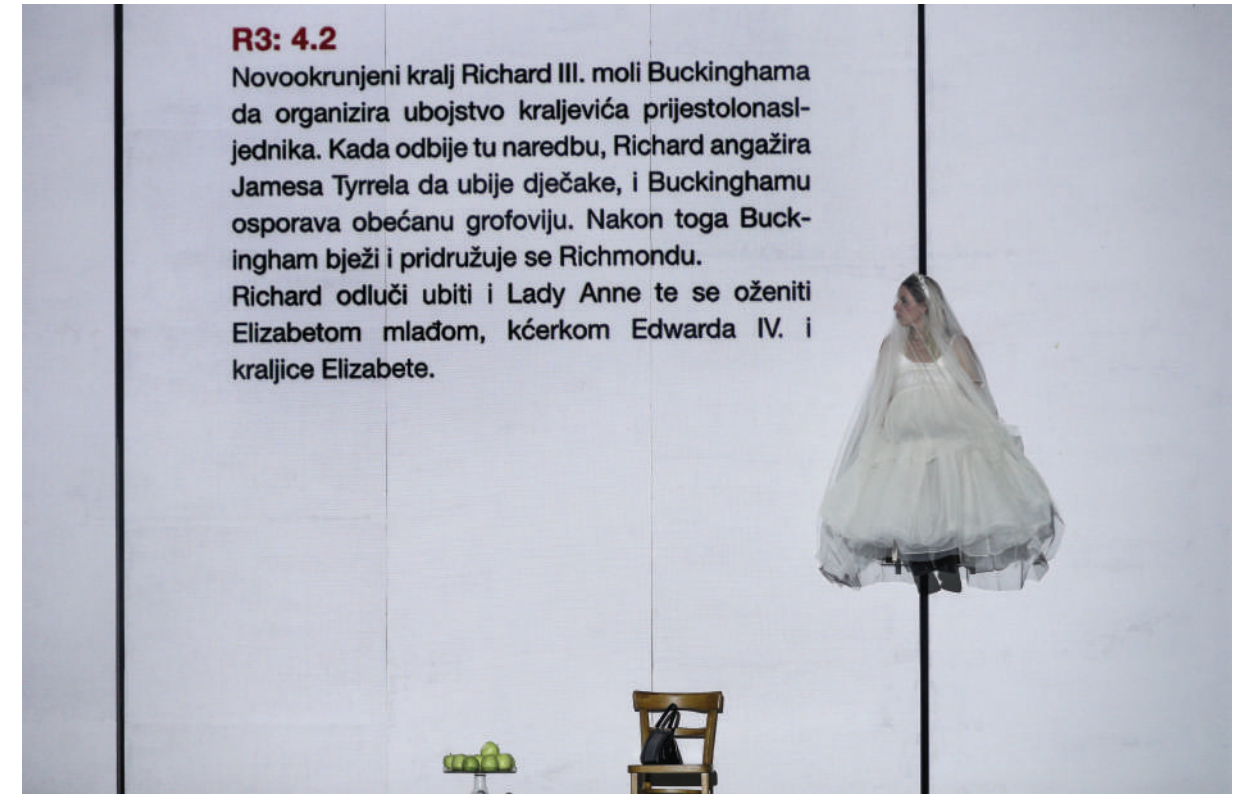 R3: 4.2
Novookrunjeni kralj Richard III. moli Buckinghama
da organizira ubojstvo kraljevića prijestolonasl-
jednika. Kada odbije tu naredbu, Richard angažira
Jamesa Tyrrela da ubije dječake, i Buckinghamu
osporava obećanu grofoviju. Nakon toga Buck-
ingham bježi i pridružuje se Richmondu.
Richard odluči ubiti i Lady Anne te se oženiti
Elizabetom mlađom, kćerkom Edwarda IV. i
kraljice Elizabete.